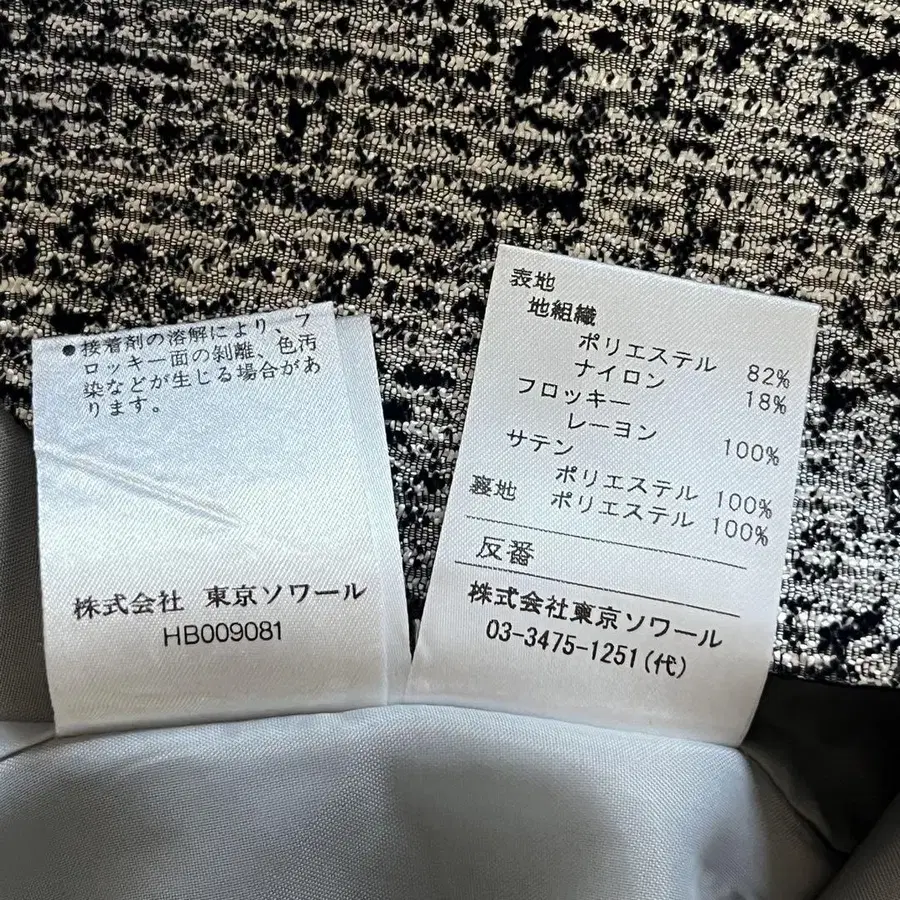 ●接着剤の溶解により、フ
ロッキー面の剝離、色汚
染などが生じる場合があ
ります。
株式会社 東京ソワール
HB009081
表地
地組織
ポリエステル 82%
ナイロン 18%
フロッキー
レーヨン 100%
サテン
ポリエステル 100%
裏地 ポリエステル 100%
反番
株式会社東京ソワール
03-3475-1251(代)